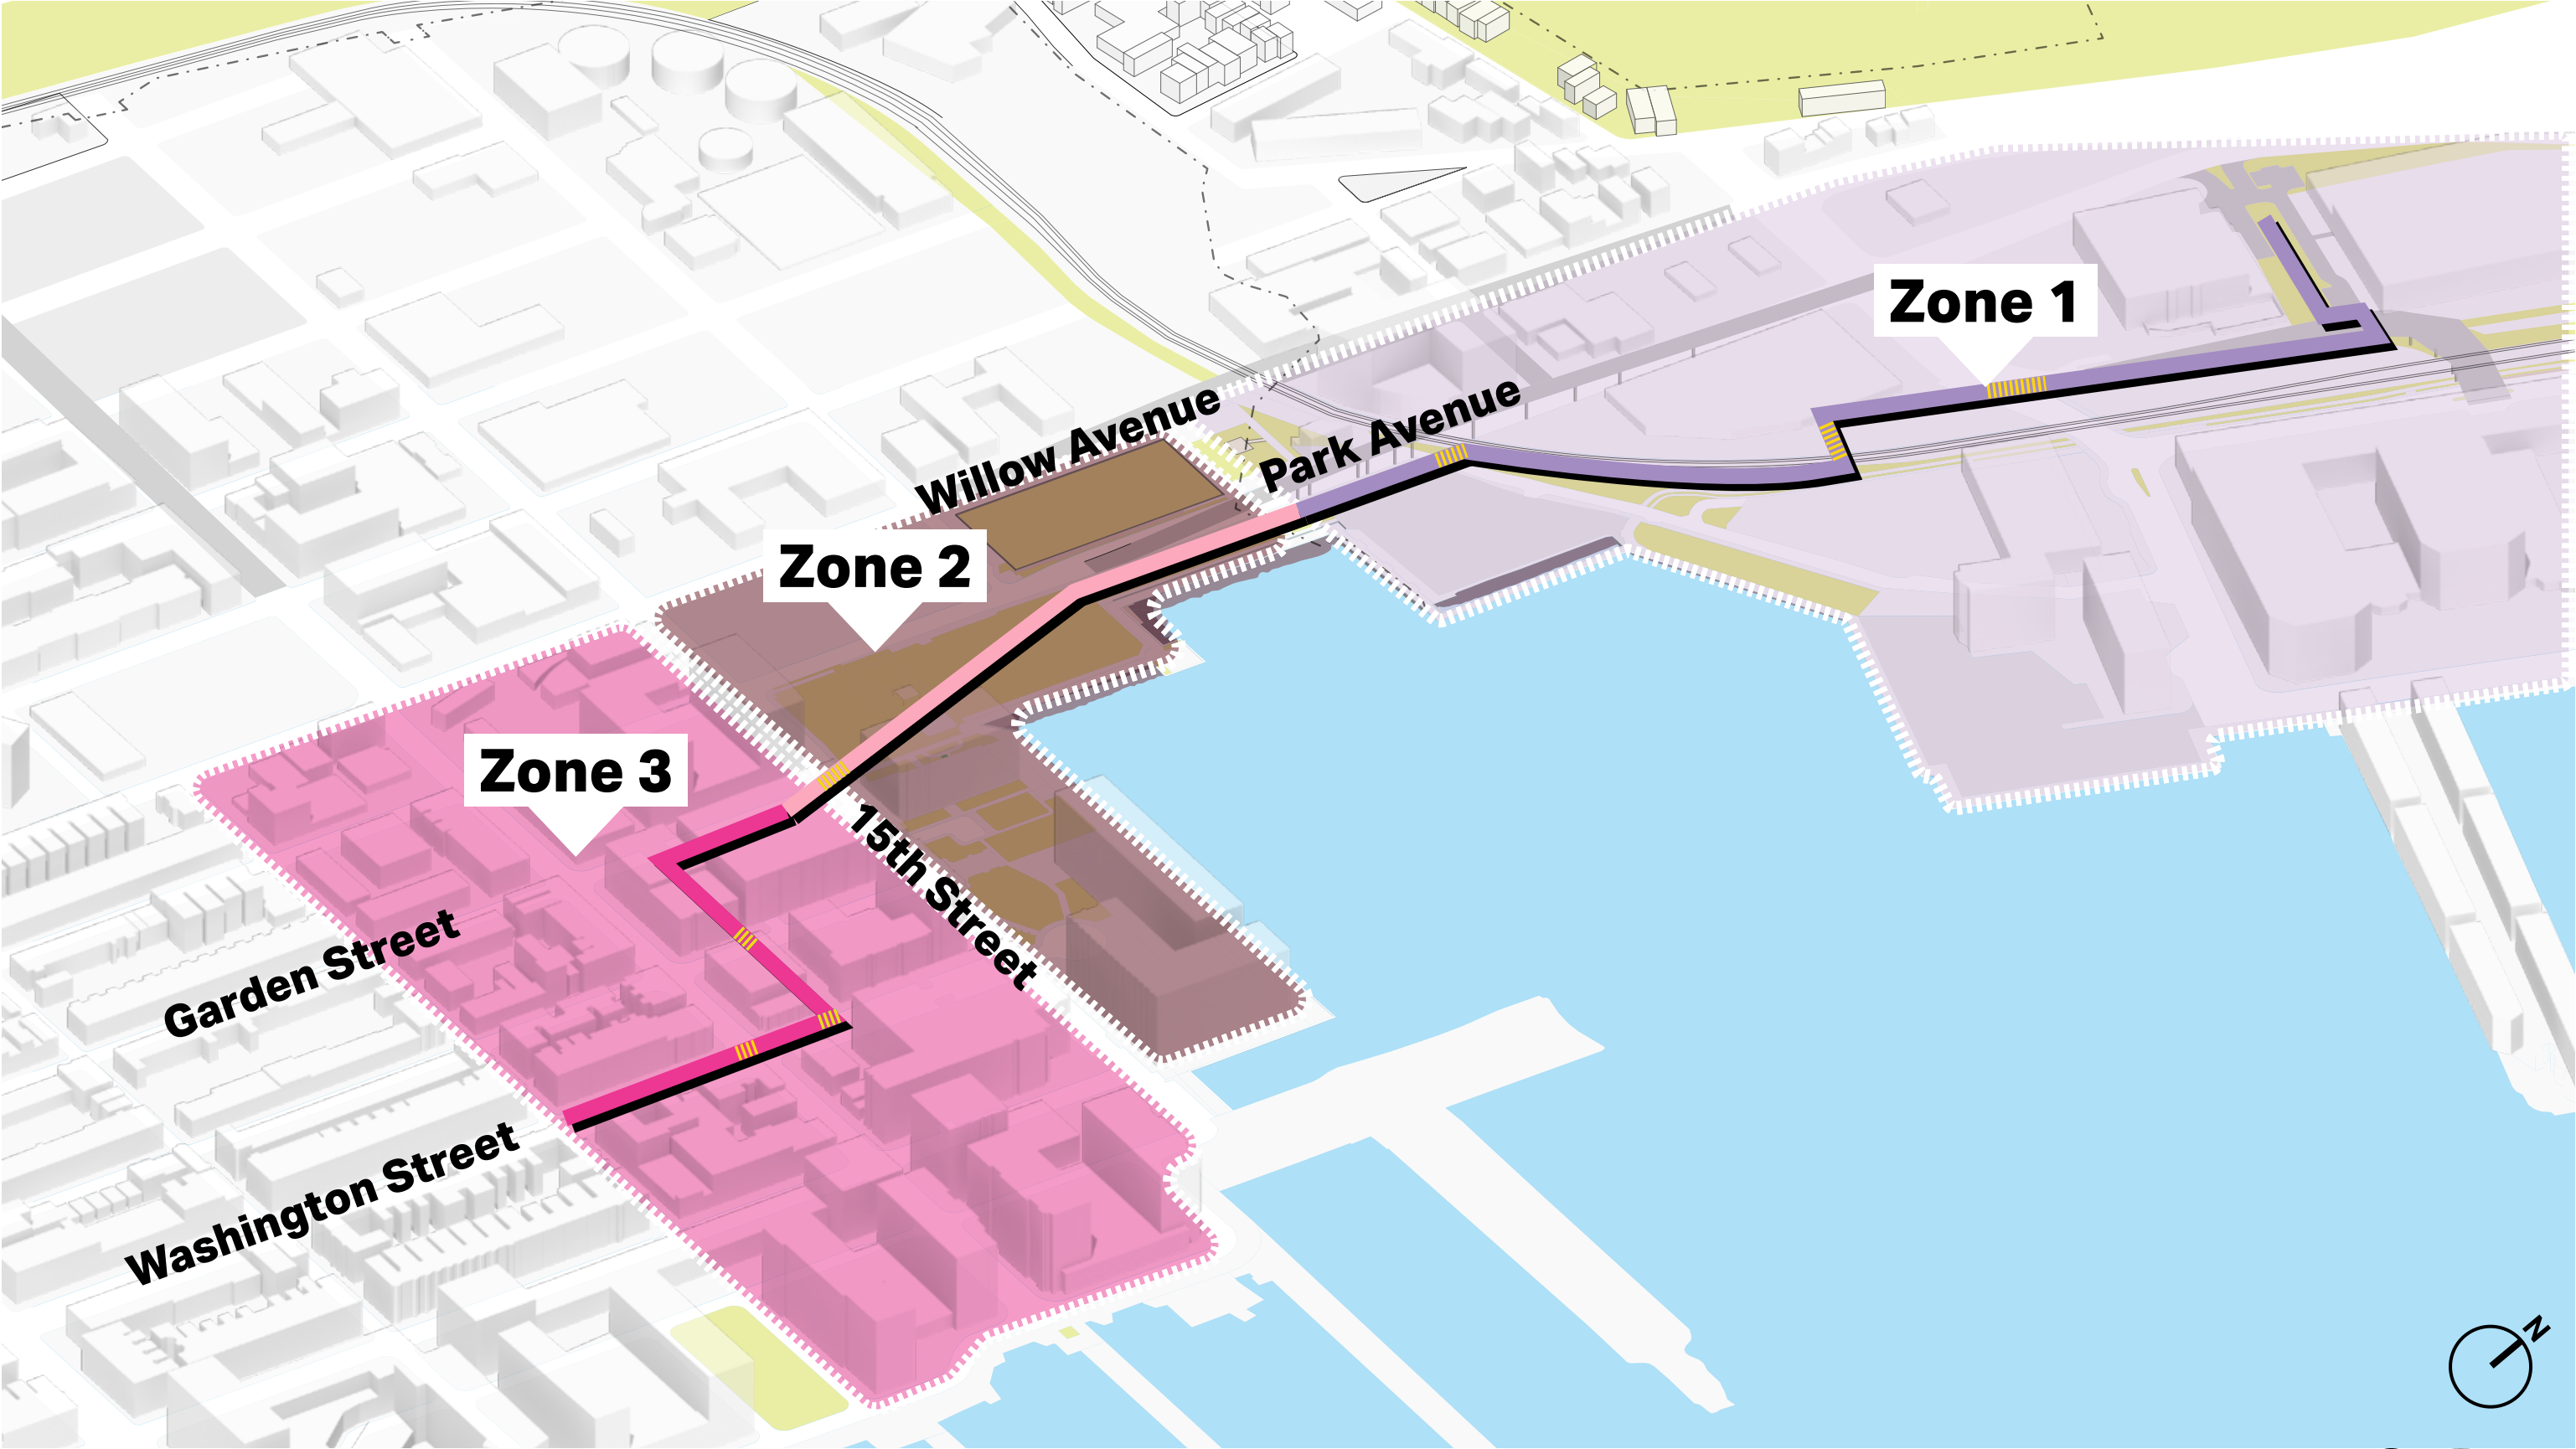 Zone 1
Willow Avenue
Park Avenue
Zone 2
Zone 3
15th Street
Garden Street
Washington Street
N